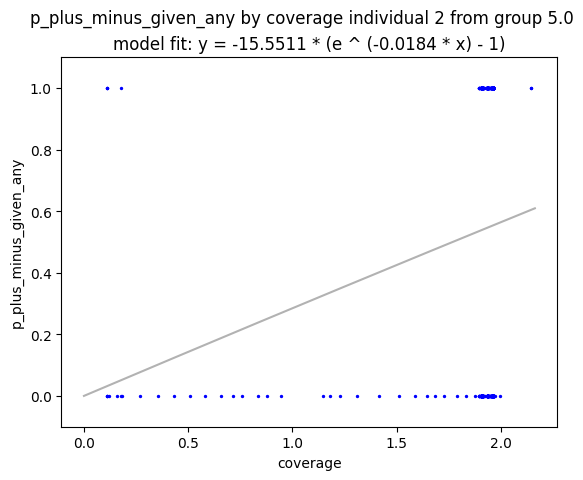 p_plus_minus_given_any by coverage individual 2 from group 5.0
model fit: y = -15.5511 * (e ^ (-0.0184 * x) - 1)
1.0
0.8
0.6
0.4
0.2
0.0
p_plus_minus_given_any
0.0 0.5 1.0 1.5 2.0
coverage